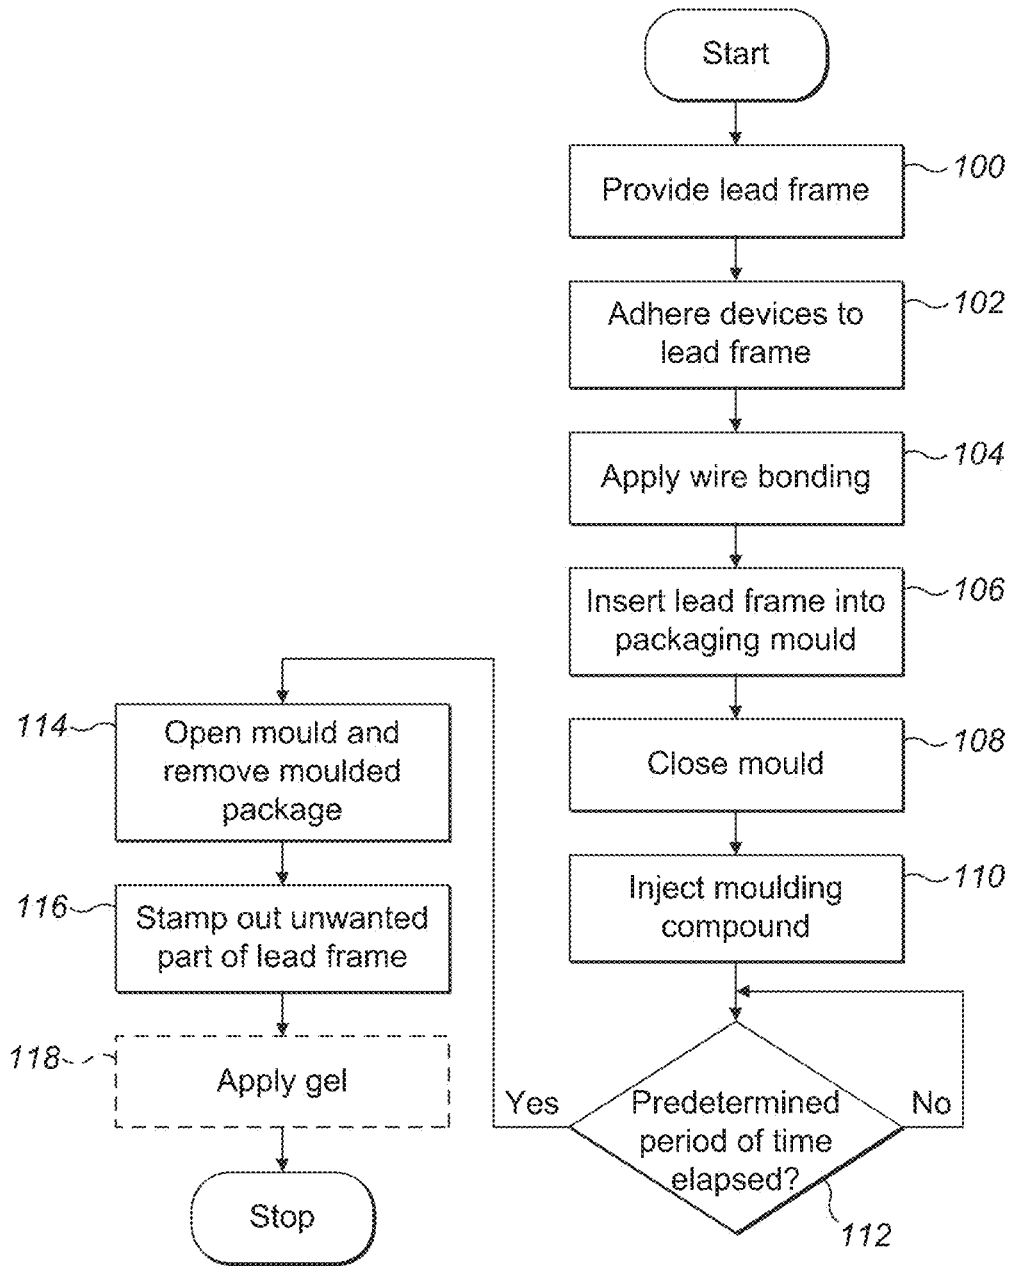 Start
Provide lead frame
100
Adhere devices to
lead frame
102
Apply wire bonding
104
Insert lead frame into
packaging mould
106
Close mould
108
Inject moulding
compound
110
Predetermined
period of time
elapsed?
112
No
Yes
114
Open mould and
remove moulded
package
116
Stamp out unwanted
part of lead frame
118
Apply gel
Stop